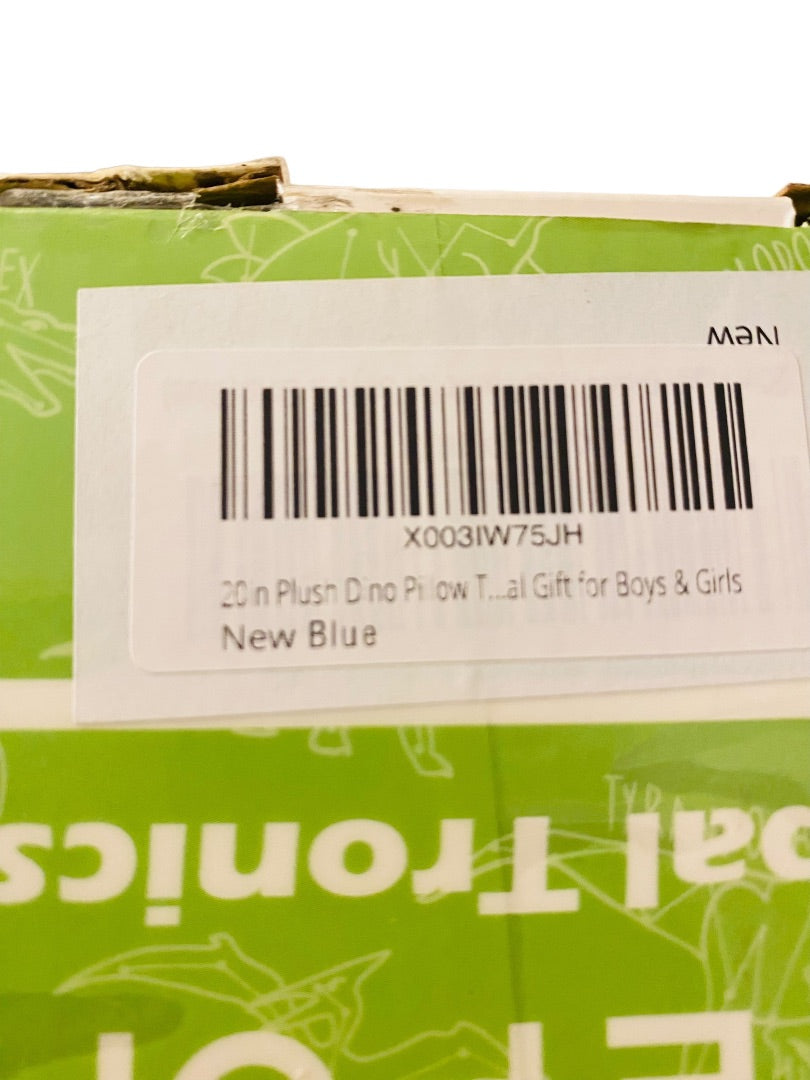 New
X003IW75JH
20in Plush Dino Pillow T...al Gift for Boys & Girls
New Blue
Tronics